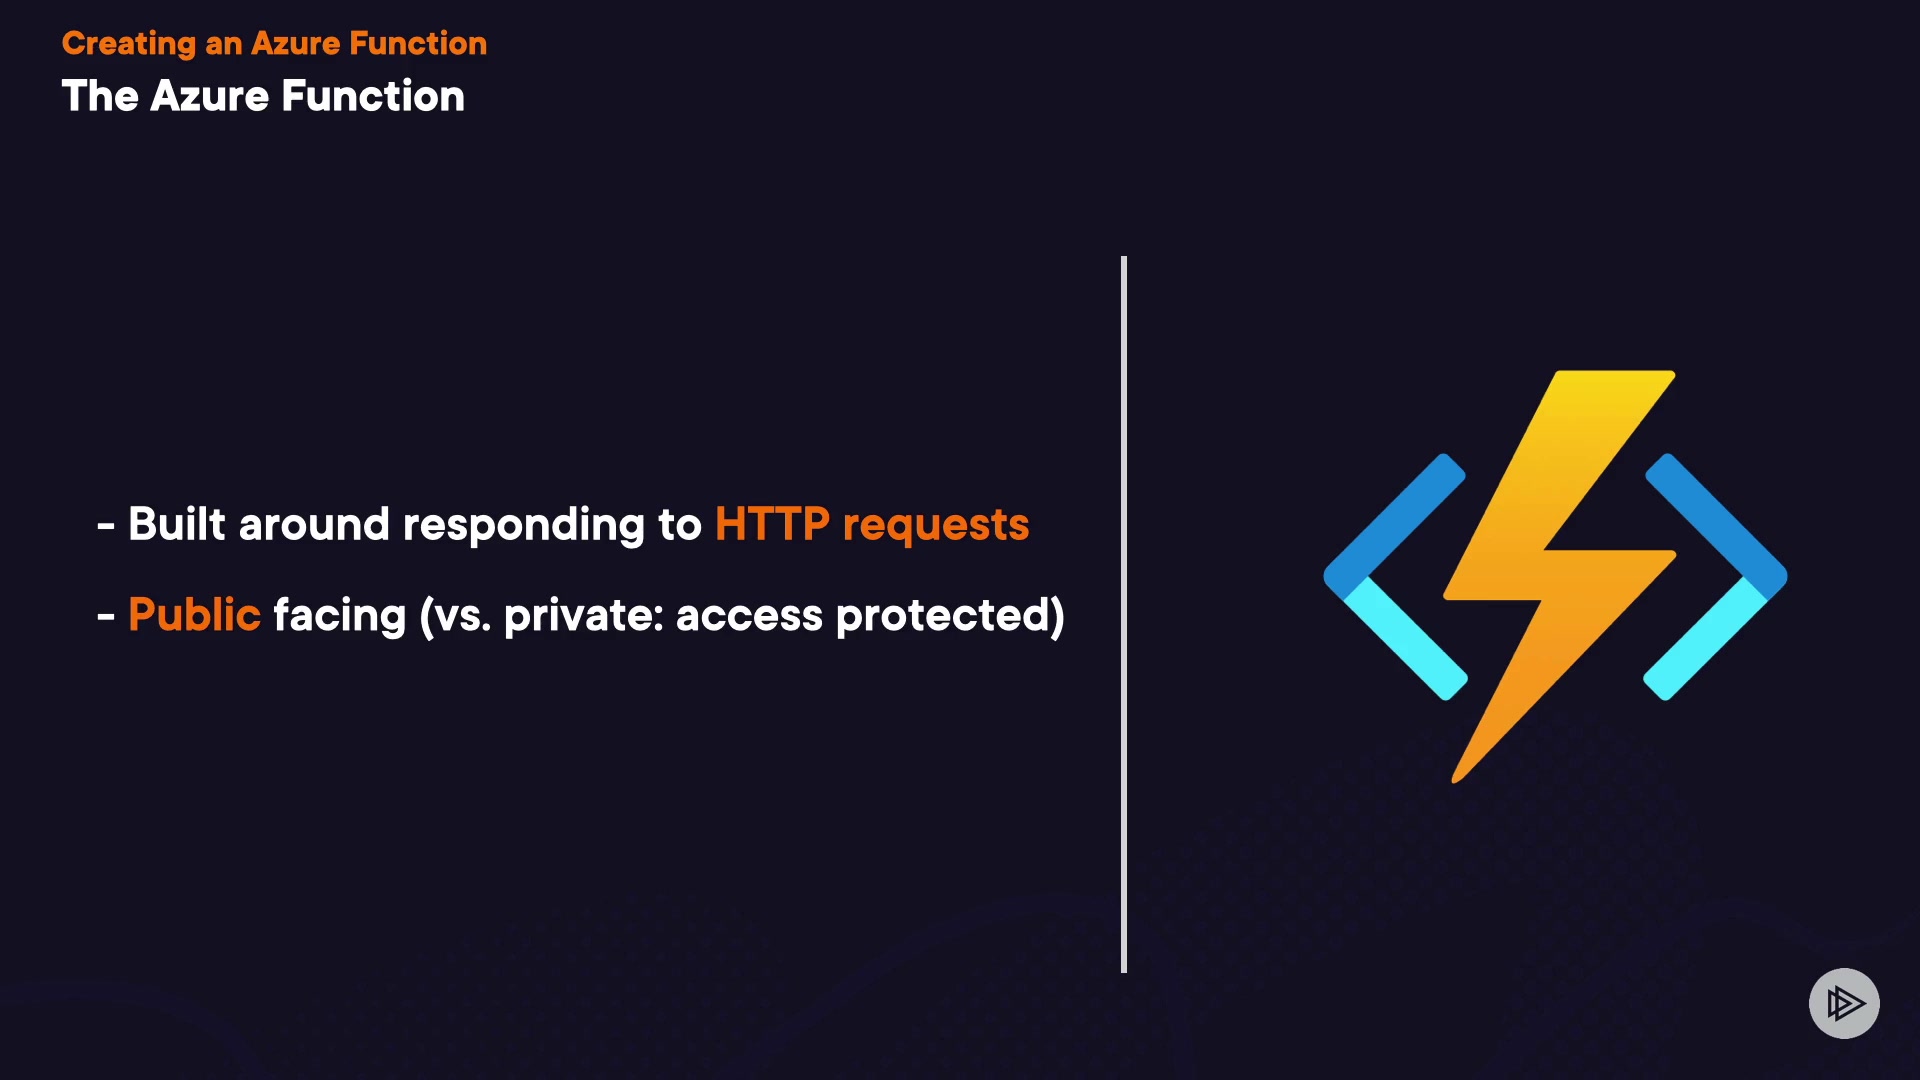 Creating an Azure Function
The Azure Function
- Built around responding to HTTP requests
- Public facing (vs. private: access protected)